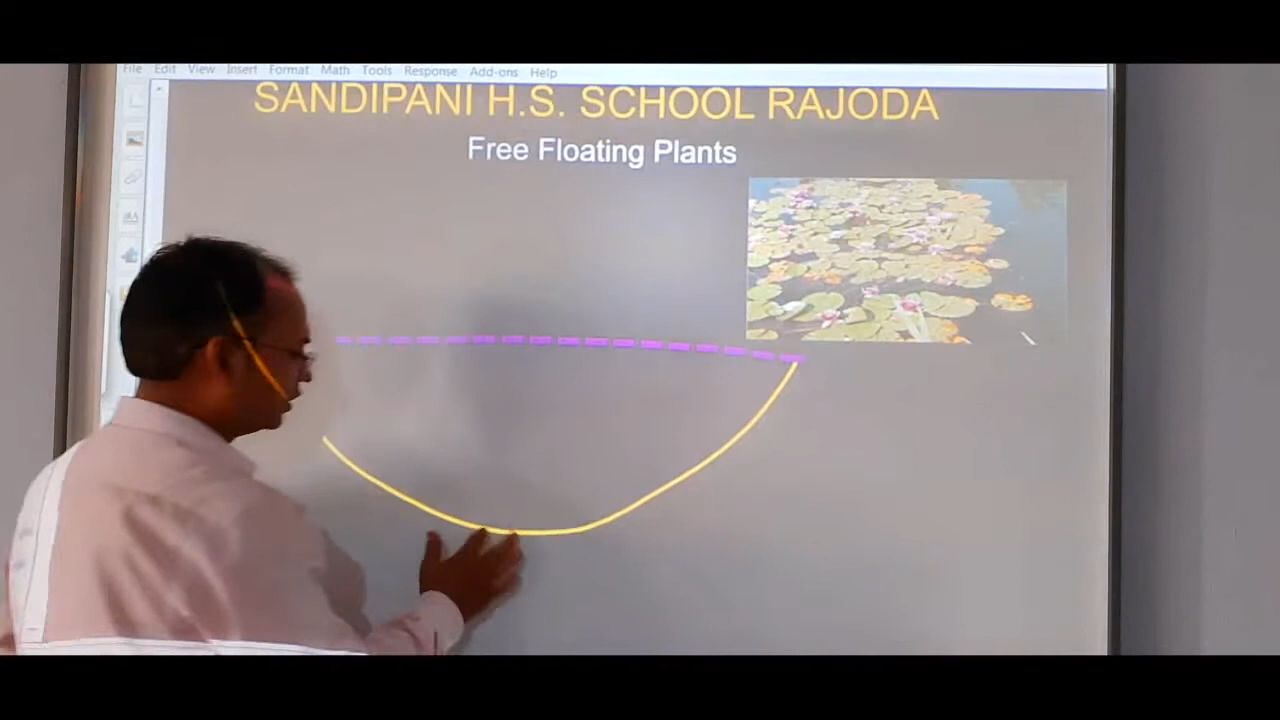 File Edit View Insert Format Math Tools Response Add-ons Help
SANDIPANI H.S. SCHOOL RAJODA
Free Floating Plants